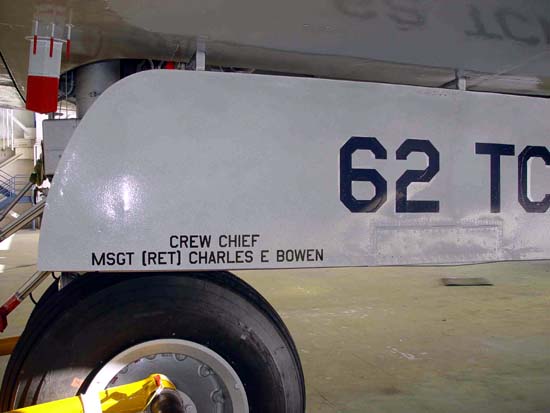 62 TC
CREW CHIEF
MSGT (RET) CHARLES E BOWEN